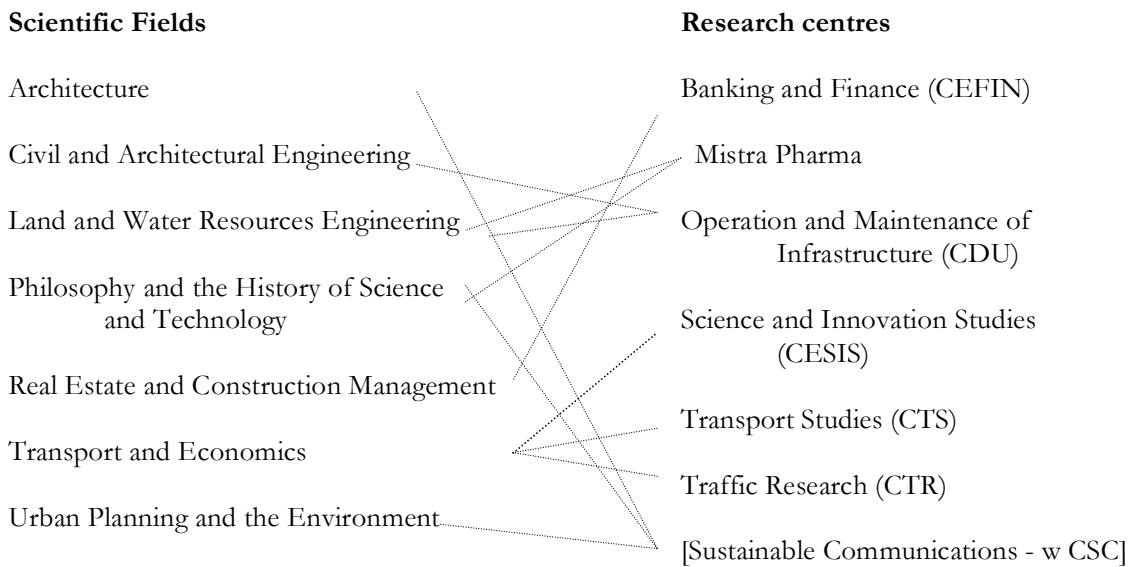 Scientific Fields
Architecture
Civil and Architectural Engineering
Land and Water Resources Engineering
Philosophy and the History of Science
and Technology
Real Estate and Construction Management
Transport and Economics
Urban Planning and the Environment
Research centres
Banking and Finance (CEFIN)
Mistra Pharma
Operation and Maintenance of
Infrastructure (CDU)
Science and Innovation Studies
(CESIS)
Transport Studies (CTS)
Traffic Research (CTR)
[Sustainable Communications - w CSC]